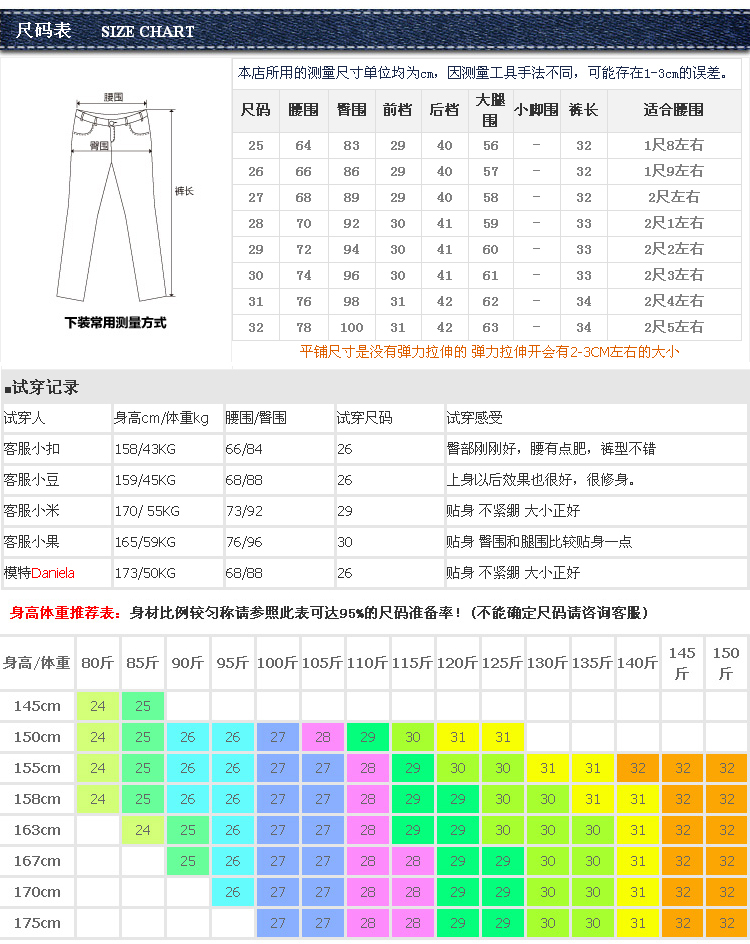 尺码表 SIZE CHART
本店所用的测量尺寸单位均为cm，因测量工具手法不同，可能存在1-3cm的误差。
腰围
臀围
裤长
下装常用测量方式
尺码 腰围 臀围 前档 后档 大腿围 小脚围 裤长 适合腰围
25 64 83 29 40 56 - 32 1尺8左右
26 66 86 29 40 57 - 32 1尺9左右
27 68 89 29 40 58 - 32 2尺左右
28 70 92 30 41 59 - 33 2尺1左右
29 72 94 30 41 60 - 33 2尺2左右
30 74 96 30 41 61 - 33 2尺3左右
31 76 98 31 42 62 - 34 2尺4左右
32 78 100 31 42 63 - 34 2尺5左右
平铺尺寸是没有弹力拉伸的 弹力拉伸开会有2-3CM左右的大小
■试穿记录
试穿人 身高cm/体重kg 腰围/臀围 试穿尺码 试穿感受
客服小扣 158/43KG 66/84 26 臀部刚刚好，腰有点肥，裤型不错
客服小豆 159/45KG 68/88 26 上身以后效果也很好，很修身。
客服小米 170/ 55KG 73/92 29 贴身 不紧绷 大小正好
客服小果 165/59KG 76/96 30 贴身 臀围和腿围比较贴身一点
模特Daniela 173/50KG 68/88 26 贴身 不紧绷 大小正好
身高体重推荐表：身材比例较匀称请参照此表可达95%的尺码准备率！(不能确定尺码请咨询客服)
身高/体重 80斤 85斤 90斤 95斤 100斤 105斤 110斤 115斤 120斤 125斤 130斤 135斤 140斤 145斤 150斤
145cm 24 25
150cm 24 25 26 26 27 28 29 30 31 31
155cm 24 25 26 26 27 27 28 29 30 30 31 31 32 32 32
158cm 24 25 26 26 27 27 28 29 29 30 30 31 31 32 32
163cm 24 25 26 27 27 28 29 29 30 30 30 31 32 32
167cm 25 26 27 27 28 28 29 29 30 30 31 32 32
170cm 26 27 27 28 28 29 29 30 30 31 32 32
175cm 27 27 28 28 29 29 30 30 31 32 32